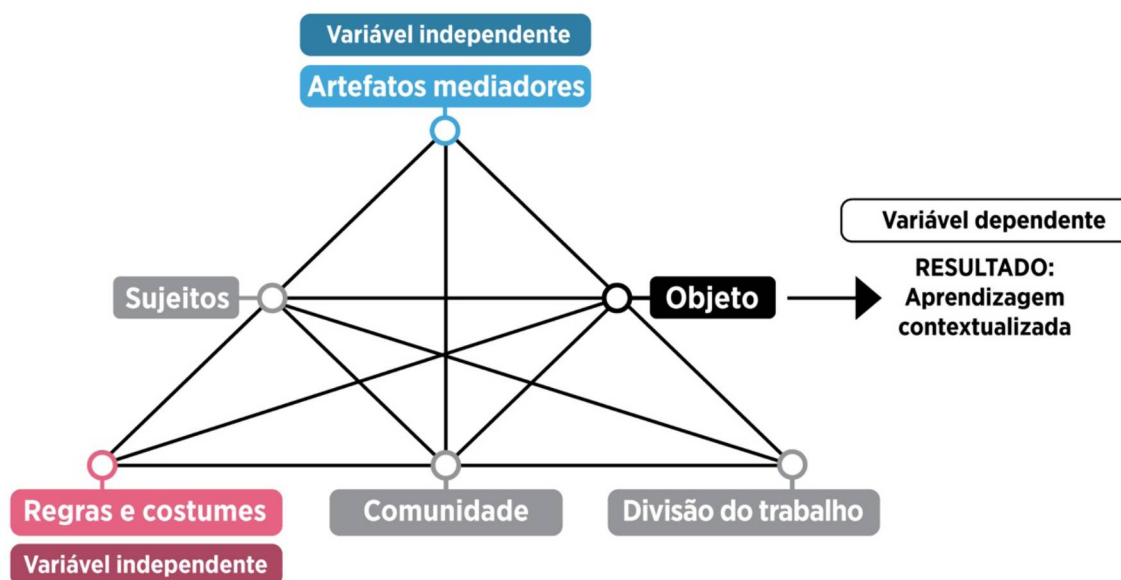 Variável independente
Artefatos mediadores
Variável dependente
Sujeitos
Objeto
RESULTADO:
Aprendizagem
contextualizada
Regras e costumes
Comunidade
Divisão do trabalho
Variável independente